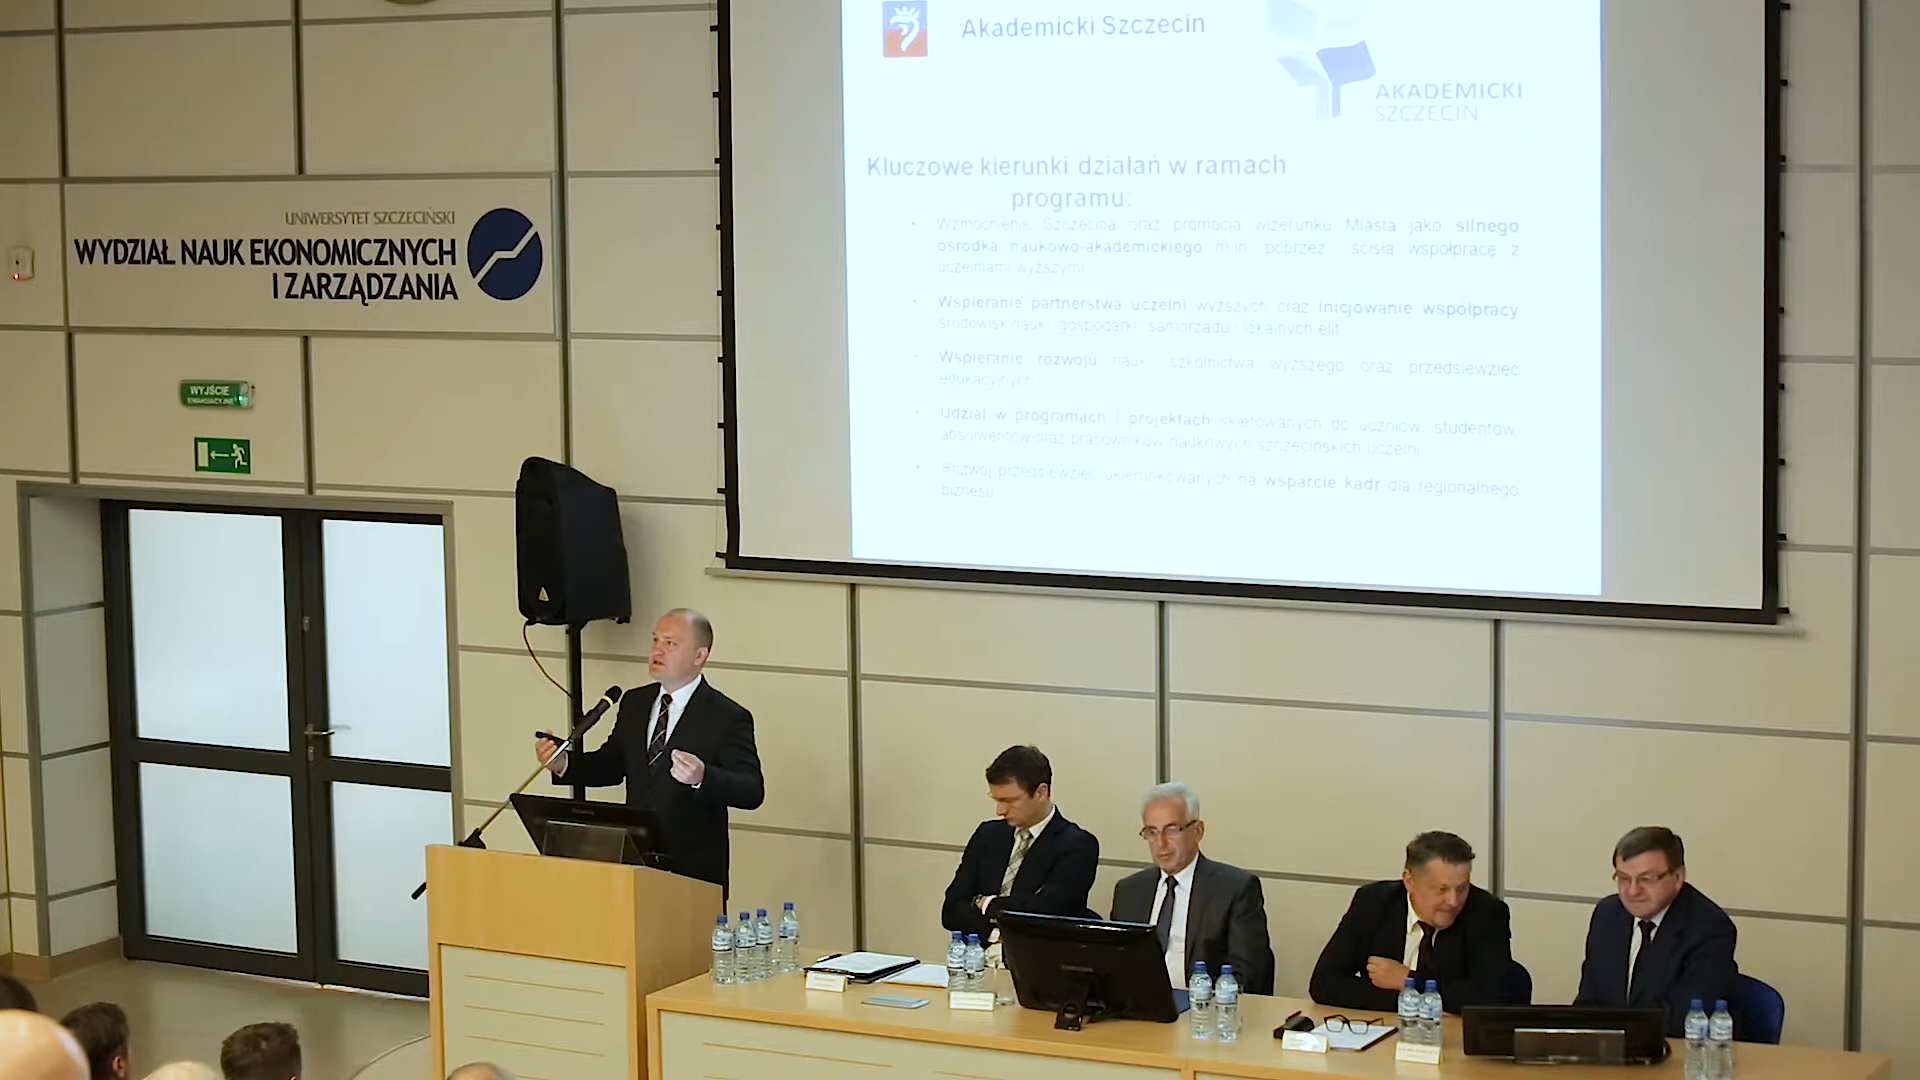 Akademicki Szczecin
AKADEMICKI
SZCZECIN
Kluczowe kierunki działań w ramach
programu:
• Wzmocnienie Szczecina oraz promocja wizerunku Miasta jako silnego
ośrodka naukowo-akademickiego m.in. poprzez ścisłą współpracę z
uczelniami wyższymi
• Wspieranie partnerstwa uczelni wyższych oraz inicjowanie współpracy
środowisk nauki, gospodarki, samorządu i lokalnych elit
• Wspieranie rozwoju nauki, szkolnictwa wyższego oraz przedsięwzięć
edukacyjnych
• Udział w programach i projektach skierowanych do uczniów, studentów,
absolwentów oraz pracowników naukowych szczecińskich uczelni
• Rozwój przedsięwzięć ukierunkowanych na wsparcie kadr dla regionalnego
biznesu
UNIWERSYTET SZCZECIŃSKI
WYDZIAŁ NAUK EKONOMICZNYCH
I ZARZĄDZANIA
WYJŚCIE
EWAKUACYJNE
SAMSUNG